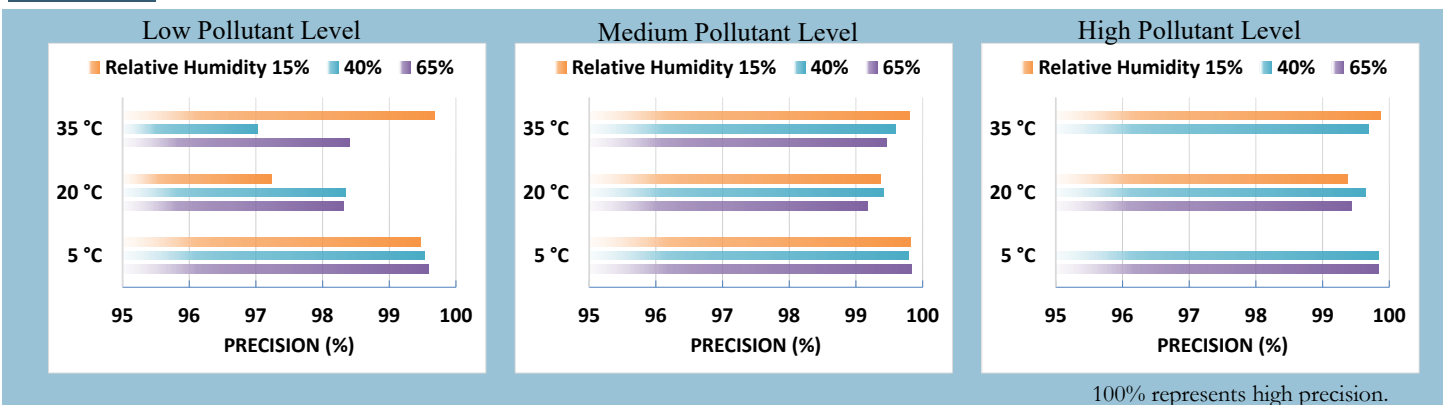 Low Pollutant Level
Relative Humidity 15% 40% 65%
35 °C
20 °C
5 °C
95 96 97 98 99 100
PRECISION (%)
Medium Pollutant Level
Relative Humidity 15% 40% 65%
35 °C
20 °C
5 °C
95 96 97 98 99 100
PRECISION (%)
High Pollutant Level
Relative Humidity 15% 40% 65%
35 °C
20 °C
5 °C
95 96 97 98 99 100
PRECISION (%)
100% represents high precision.